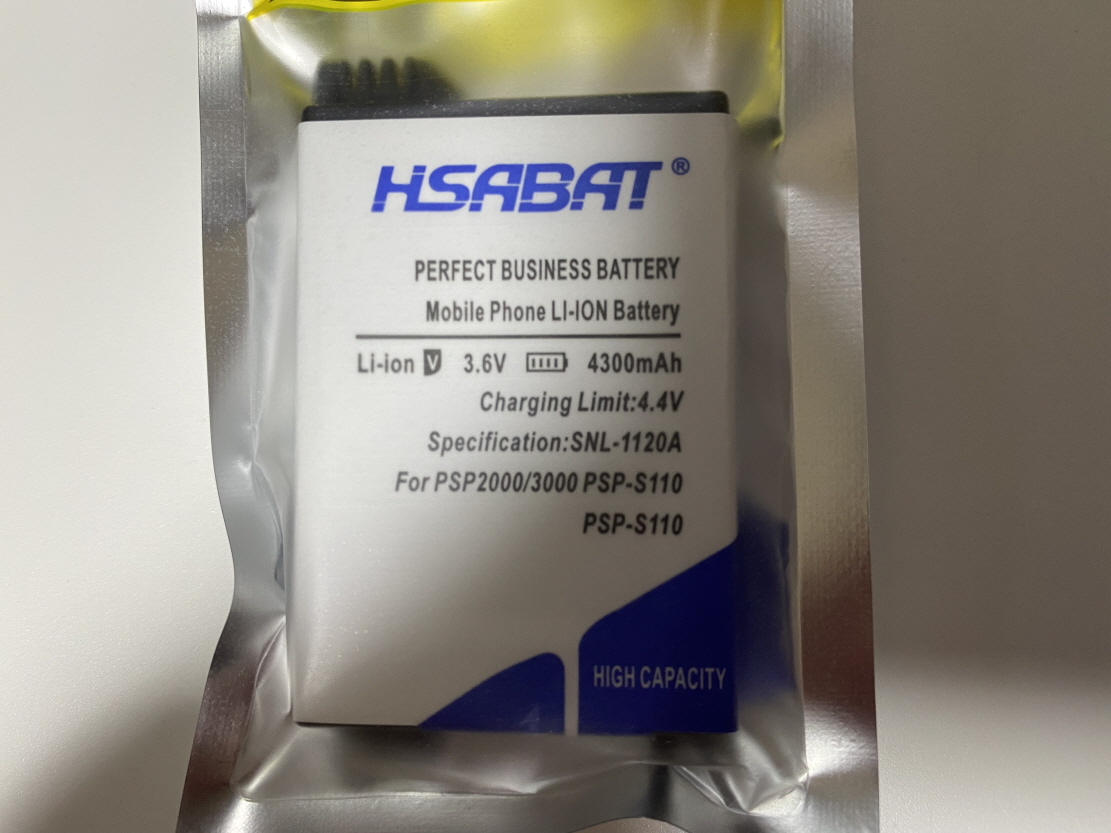 HSABAT®
PERFECT BUSINESS BATTERY
Mobile Phone LI-ION Battery
Li-ion V 3.6V 4300mAh
Charging Limit:4.4V
Specification:SNL-1120A
For PSP2000/3000 PSP-S110
PSP-S110
HIGH CAPACITY